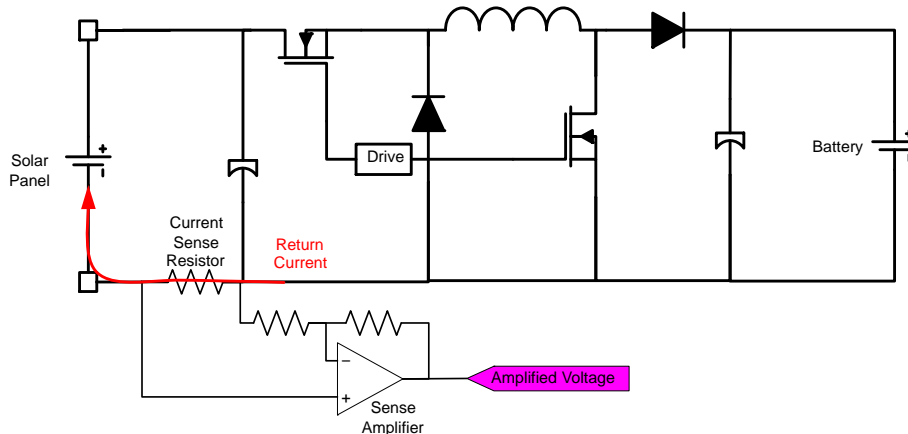 Solar
Panel
+
-
Current
Sense
Resistor
Return
Current
Drive
Battery
+
-
-
+
Sense
Amplifier
Amplified Voltage